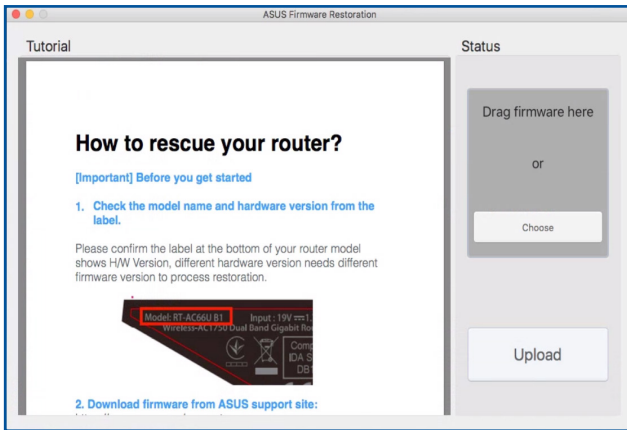 ASUS Firmware Restoration
Tutorial
How to rescue your router?
[Important] Before you get started
1. Check the model name and hardware version from the
label.
Please confirm the label at the bottom of your router model
shows H/W Version, different hardware version needs different
firmware version to process restoration.
Model: RT-AC66U B1 Input : 19V
Wireless-AC1750 Dual Band Gigabit
2. Download firmware from ASUS support site:
Status
Drag firmware here
or
Choose
Upload